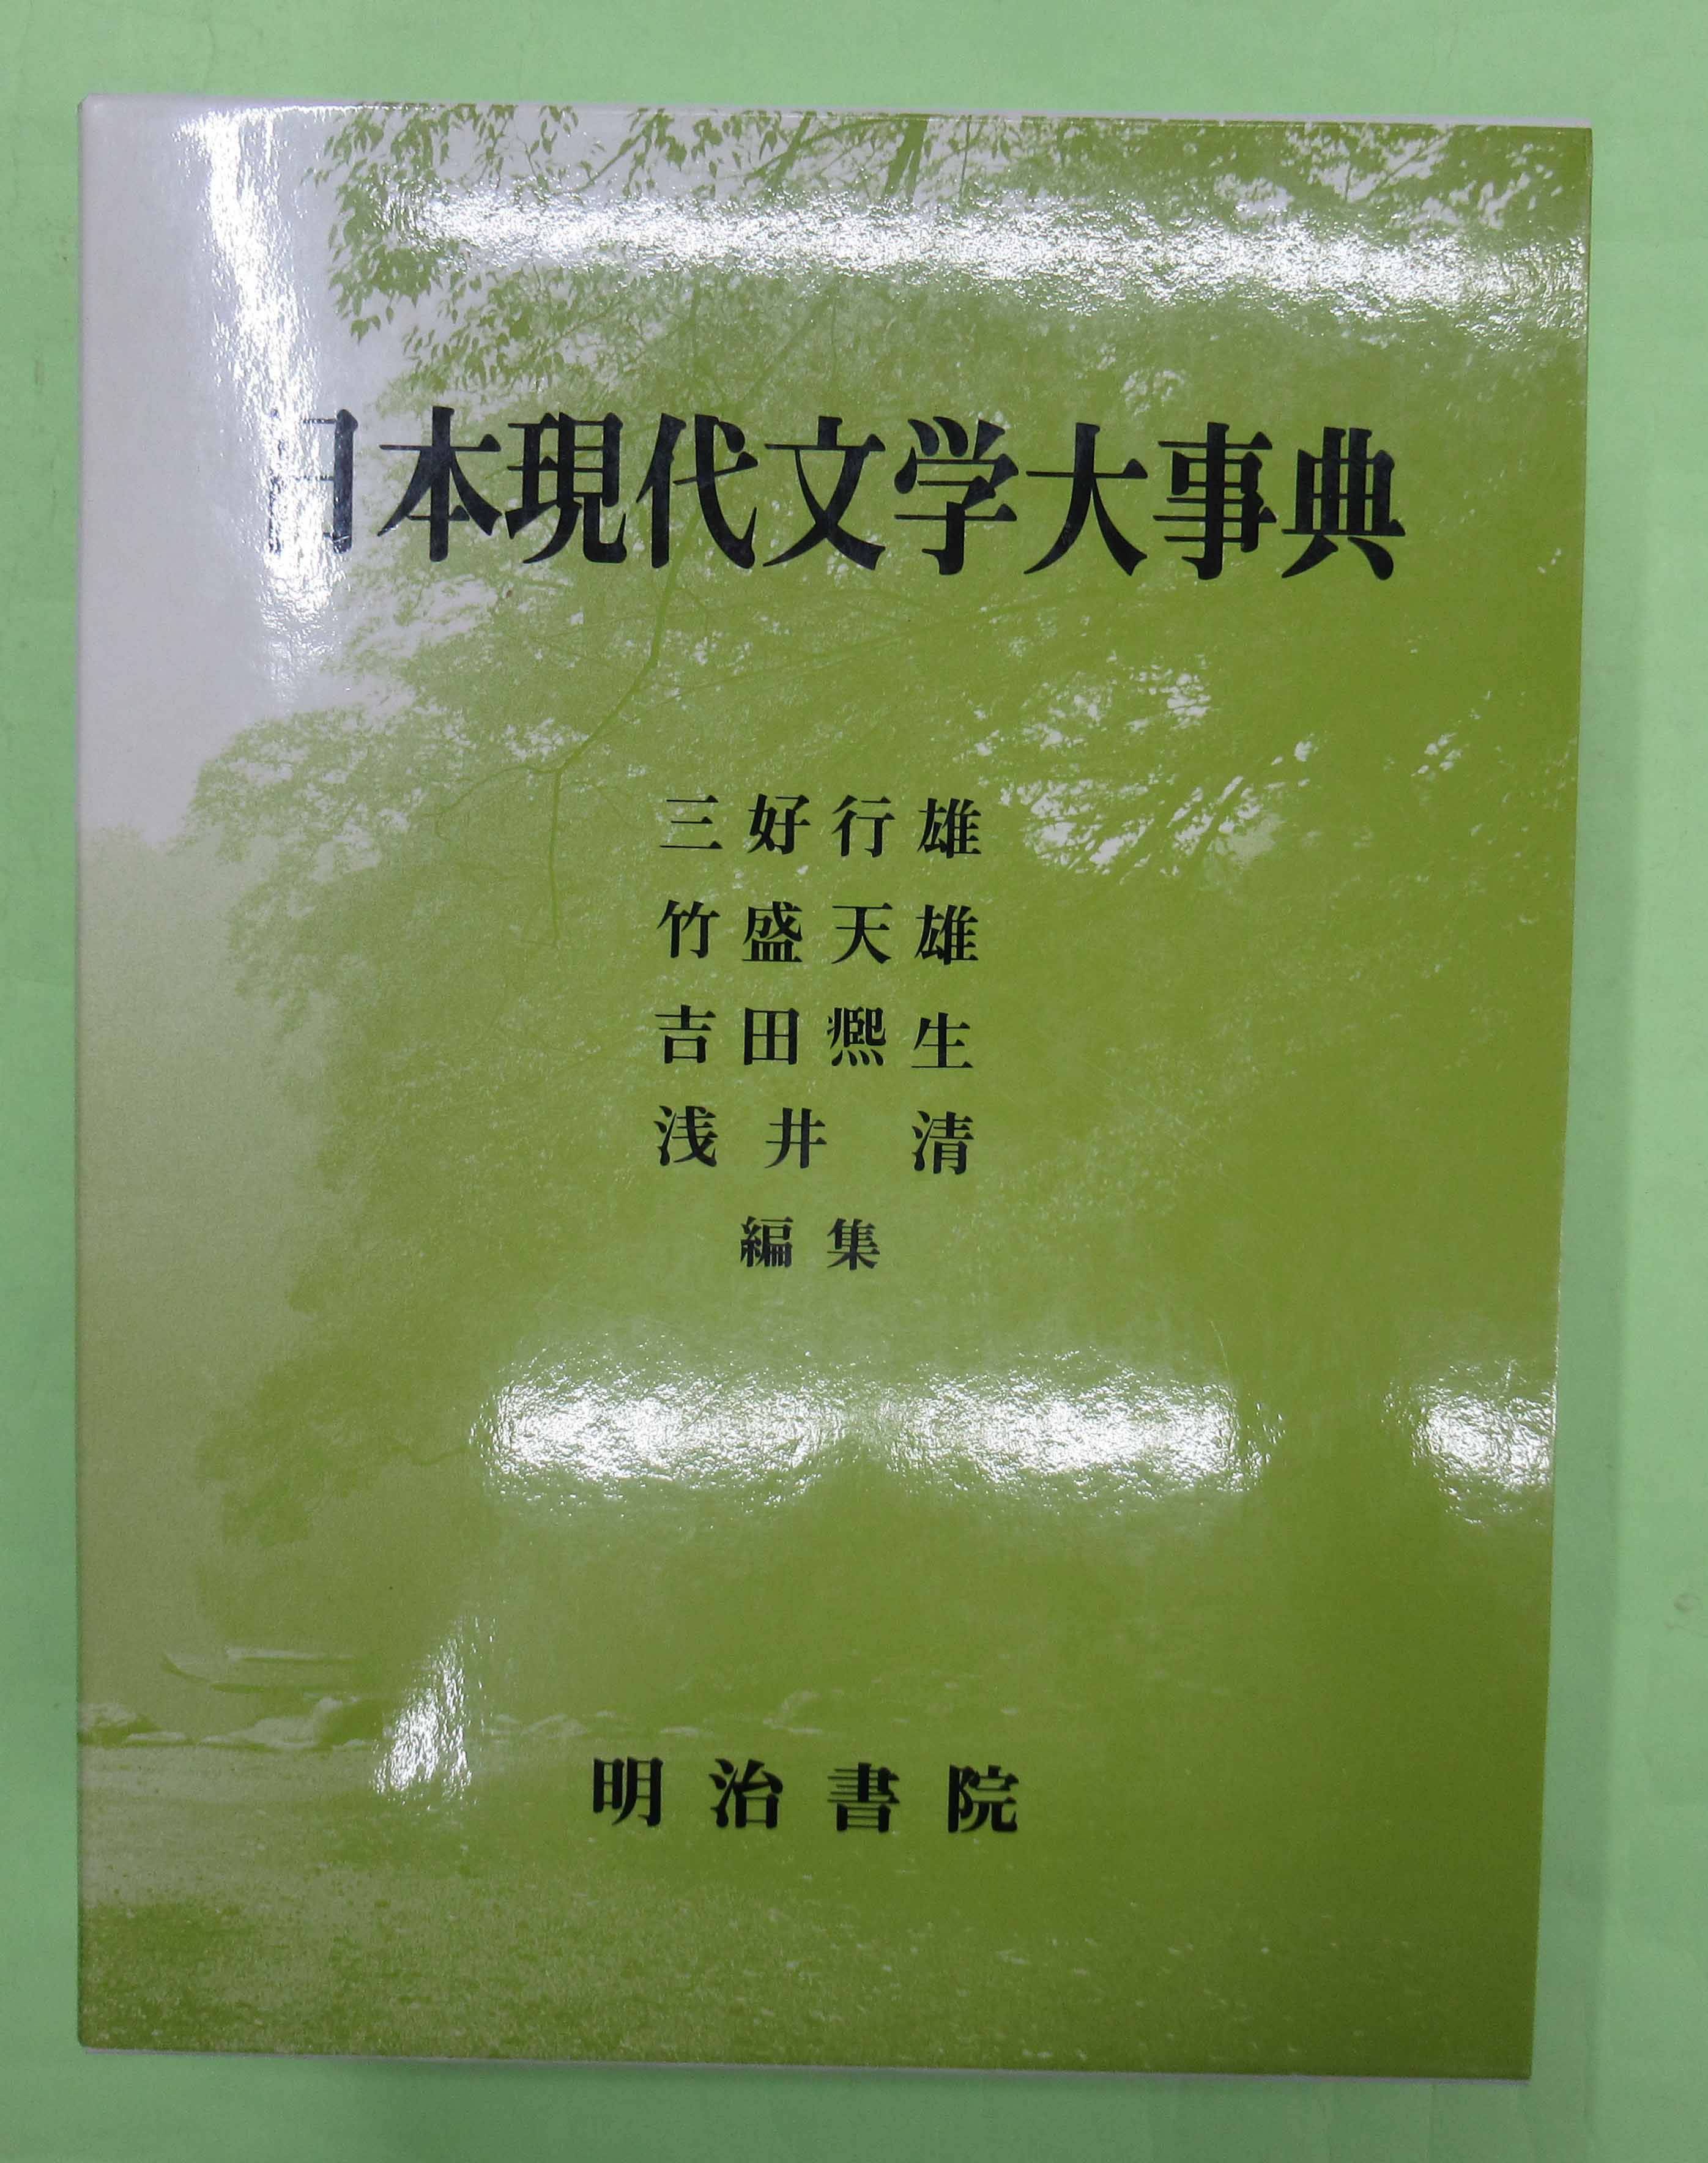 日本現代文学大事典
三好行雄
竹盛天雄
吉田凞生
浅井 清
編集
明治書院